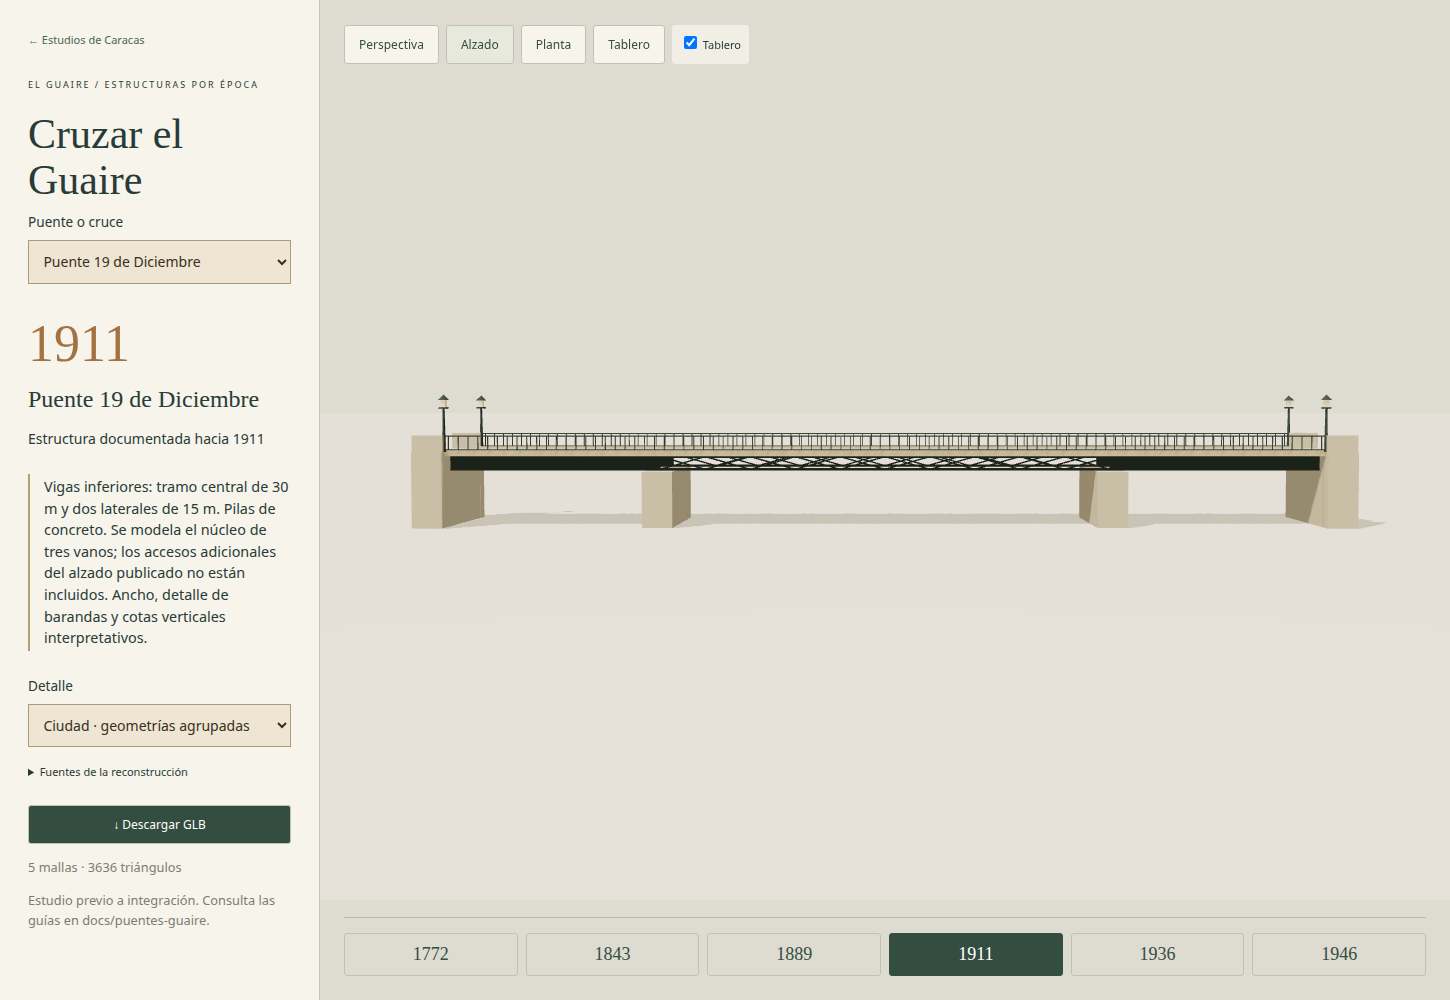 ← Estudios de Caracas
EL GUAIRE / ESTRUCTURAS POR ÉPOCA
Cruzar el
Guaire
Puente o cruce
Puente 19 de Diciembre
1911
Puente 19 de Diciembre
Estructura documentada hacia 1911
Vigas inferiores: tramo central de 30
m y dos laterales de 15 m. Pilas de
concreto. Se modela el núcleo de
tres vanos; los accesos adicionales
del alzado publicado no están
incluidos. Ancho, detalle de
barandas y cotas verticales
interpretativos.
Detalle
Ciudad · geometrías agrupadas
▶ Fuentes de la reconstrucción
↓ Descargar GLB
5 mallas · 3636 triángulos
Estudio previo a integración. Consulta las
guías en docs/puentes-guaire.
Perspectiva Alzado Planta Tablero Tablero
1772 1843 1889 1911 1936 1946